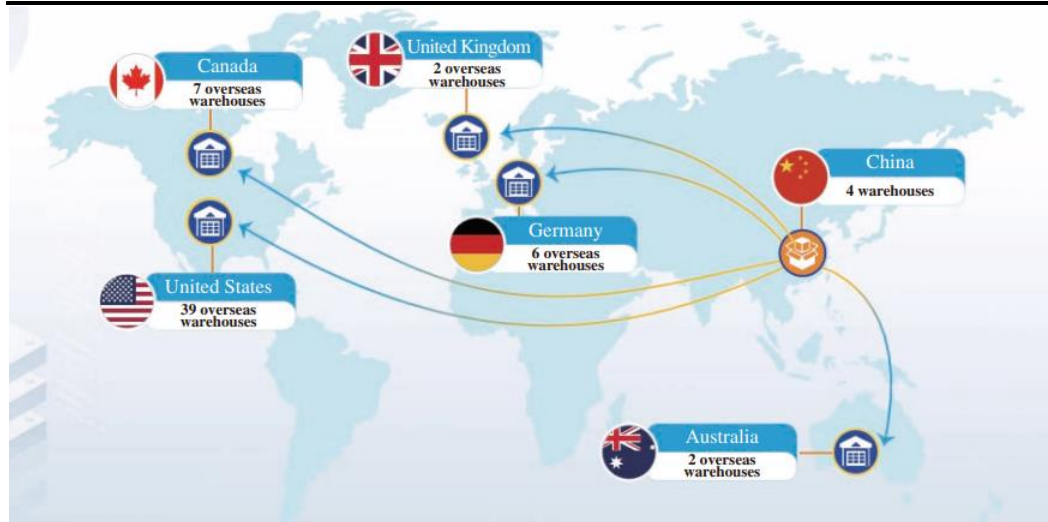 Canada
7 overseas
warehouses
United Kingdom
2 overseas
warehouses
China
4 warehouses
Germany
6 overseas
warehouses
United States
39 overseas
warehouses
Australia
2 overseas
warehouses